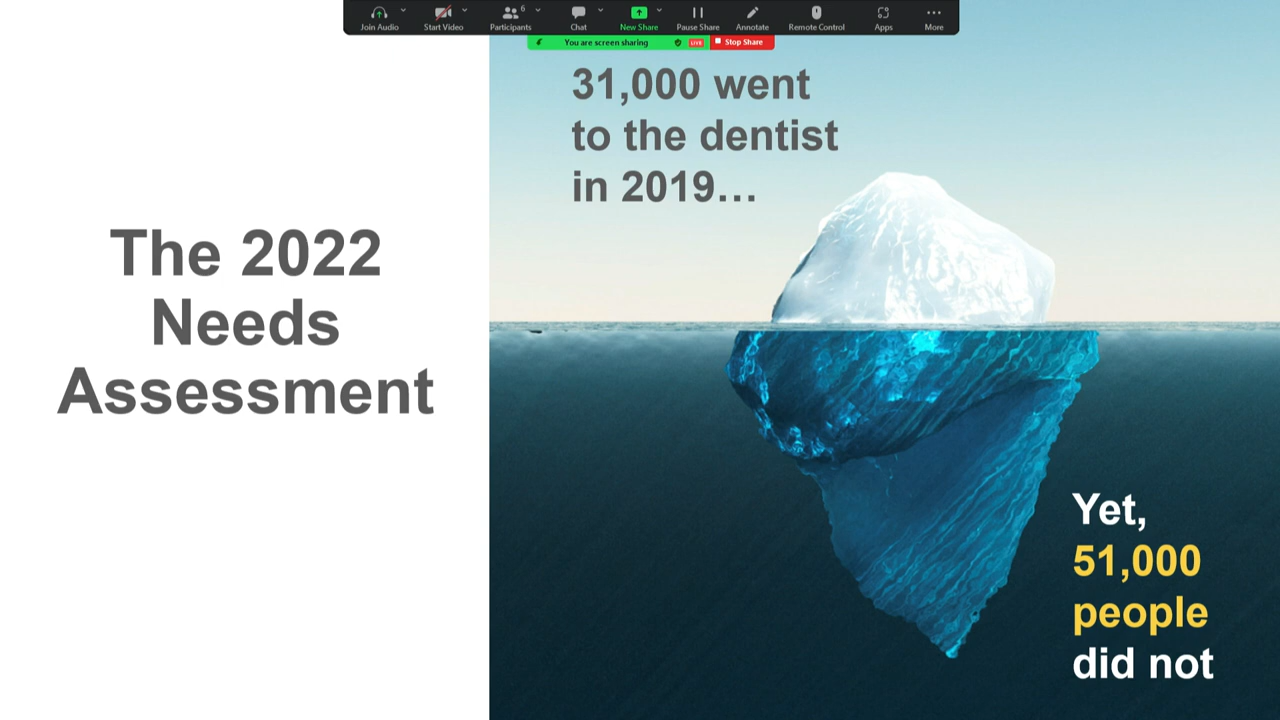 Join Audio
Start Video
6
Participants
Chat
New Share
Pause Share
Annotate
Remote Control
Apps
More
You are screen sharing
LIVE
Stop Share
The 2022
Needs
Assessment
31,000 went
to the dentist
in 2019…
Yet,
51,000
people
did not